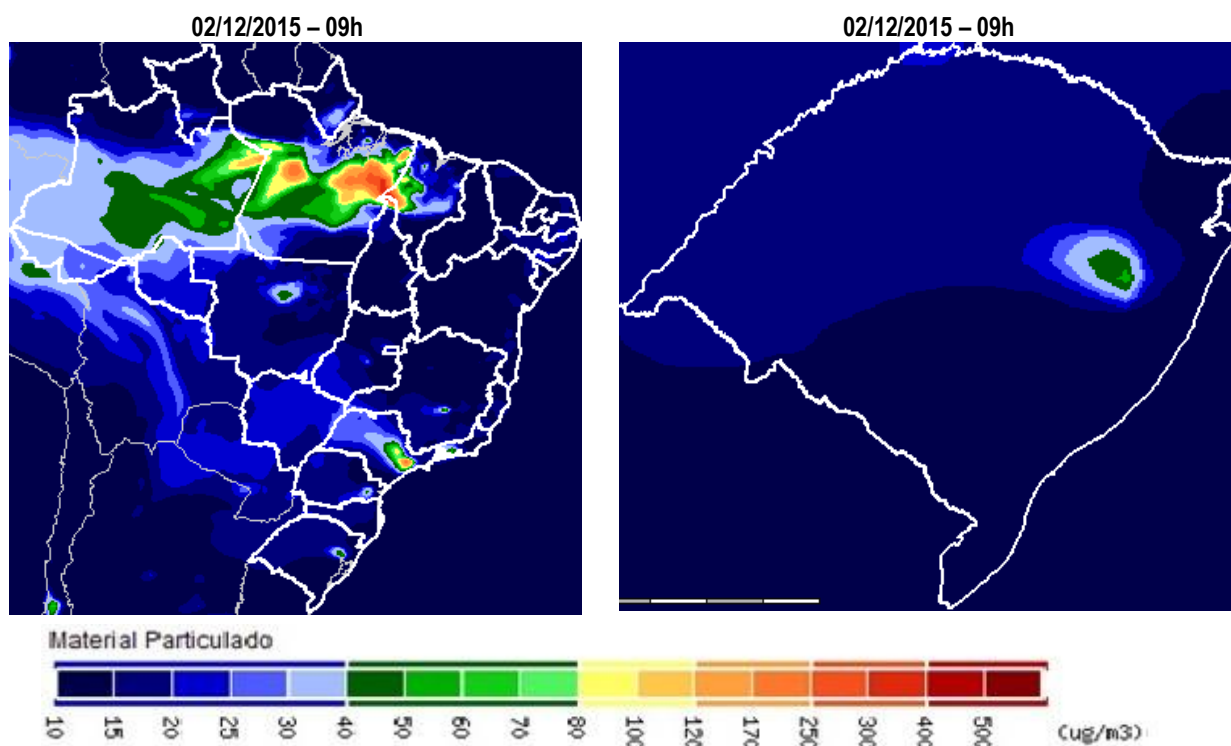 02/12/2015 – 09h
02/12/2015 – 09h
Material Particulado
10 15 20 25 30 40 50 60 70 80 100 120 170 250 300 400 500 (ug/m3)